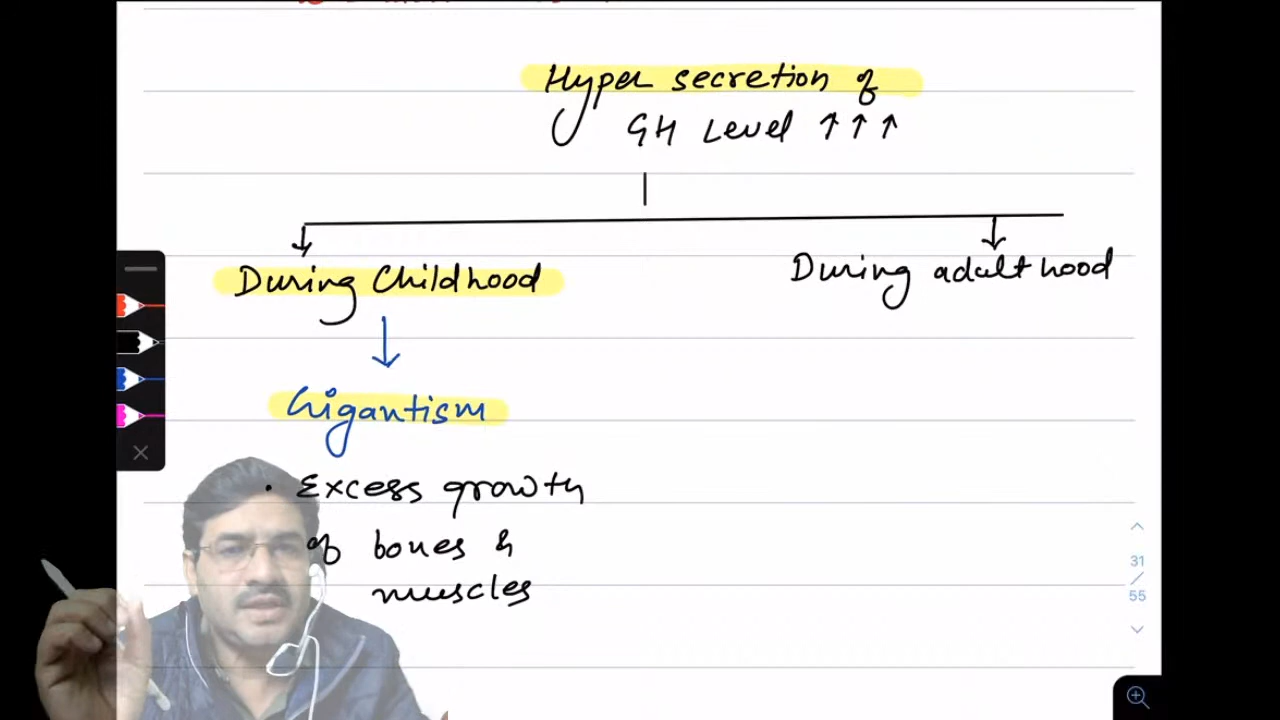 Hyper secretion of
GH Level ↑↑↑
During Childhood
During adulthood
Gigantism
• Excess growth
of bones &
muscles
31
/
55